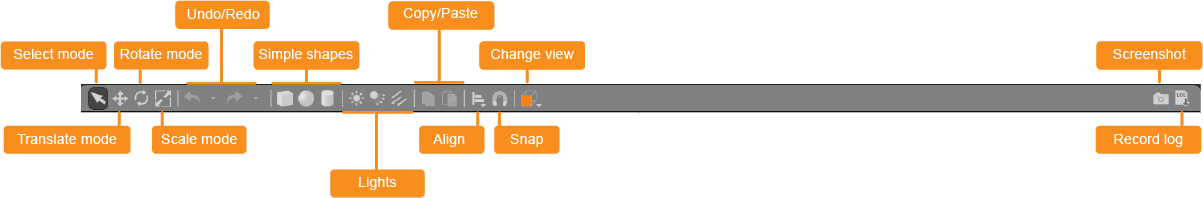 Undo/Redo
Copy/Paste
Select mode
Rotate mode
Simple shapes
Change view
Screenshot
LOG
Translate mode
Scale mode
Align
Snap
Record log
Lights